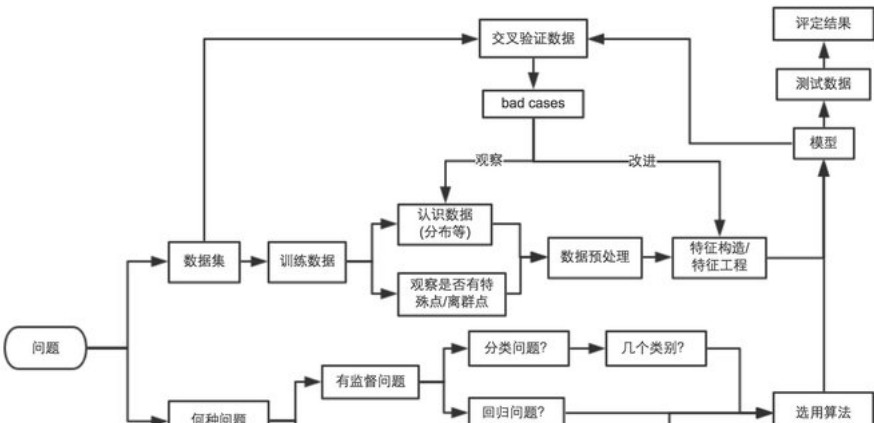 评定结果
交叉验证数据
测试数据
bad cases
模型
观察
改进
认识数据
(分布等)
数据集
训练数据
数据预处理
特征构造/
特征工程
观察是否有特
殊点/离群点
问题
分类问题?
几个类别?
有监督问题
何种问题
回归问题?
选用算法